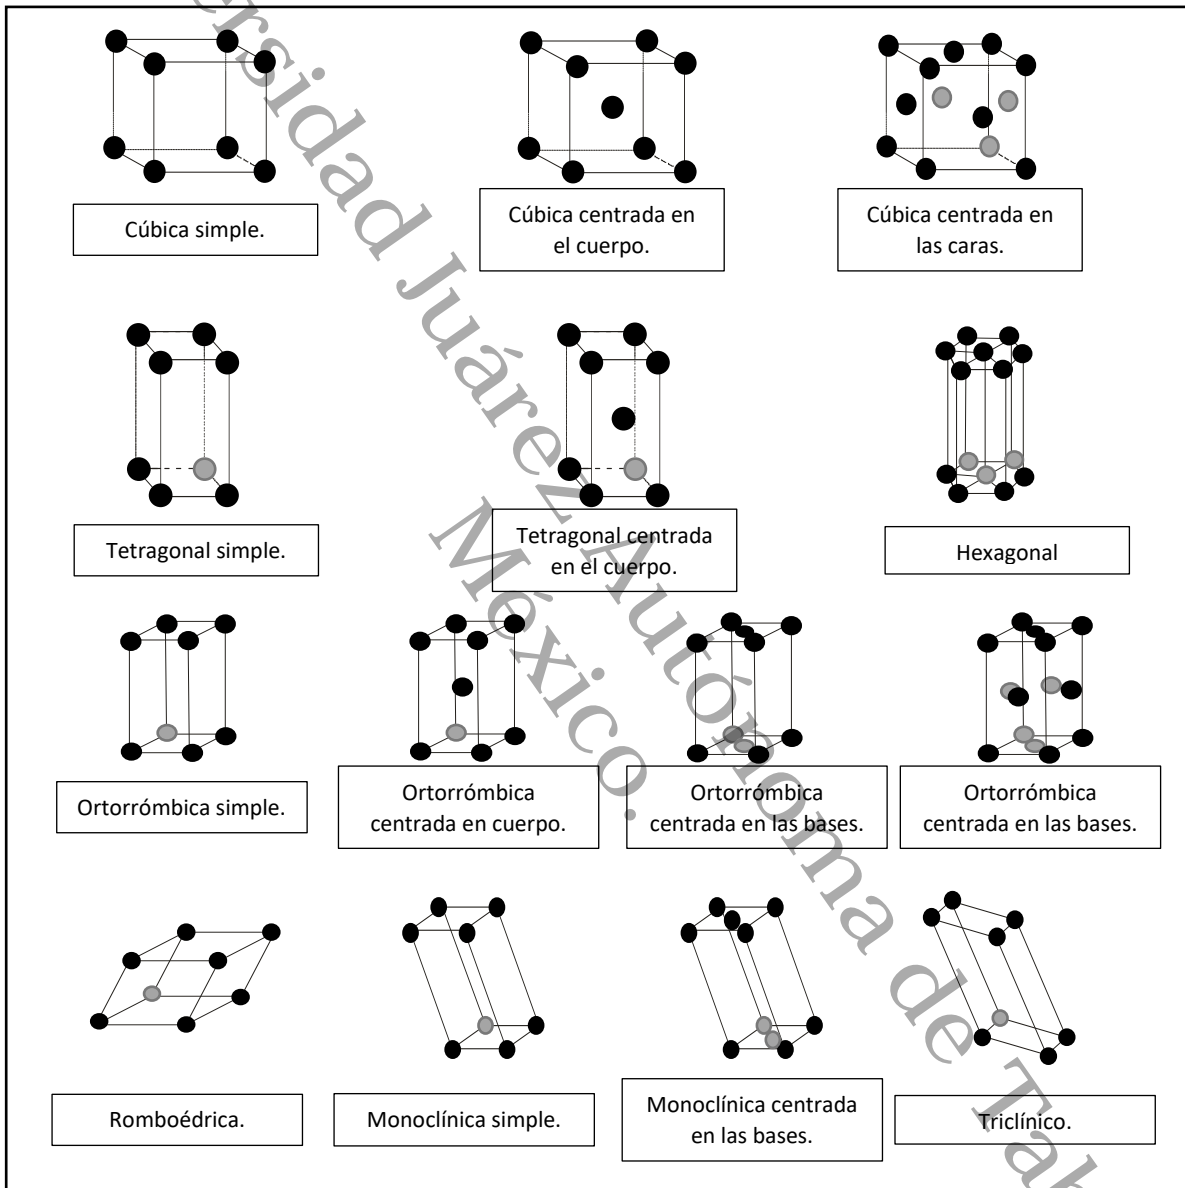 Cúbica simple.
Cúbica centrada en
el cuerpo.
Cúbica centrada en
las caras.
Tetragonal simple.
Tetragonal centrada
en el cuerpo.
Hexagonal
Ortorrómbica simple.
Ortorrómbica
centrada en cuerpo.
Ortorrómbica
centrada en las bases.
Ortorrómbica
centrada en las bases.
Romboédrica.
Monoclínica simple.
Monoclínica centrada
en las bases.
Triclínico.
ersidad Juárez Autónoma de Tab
México.